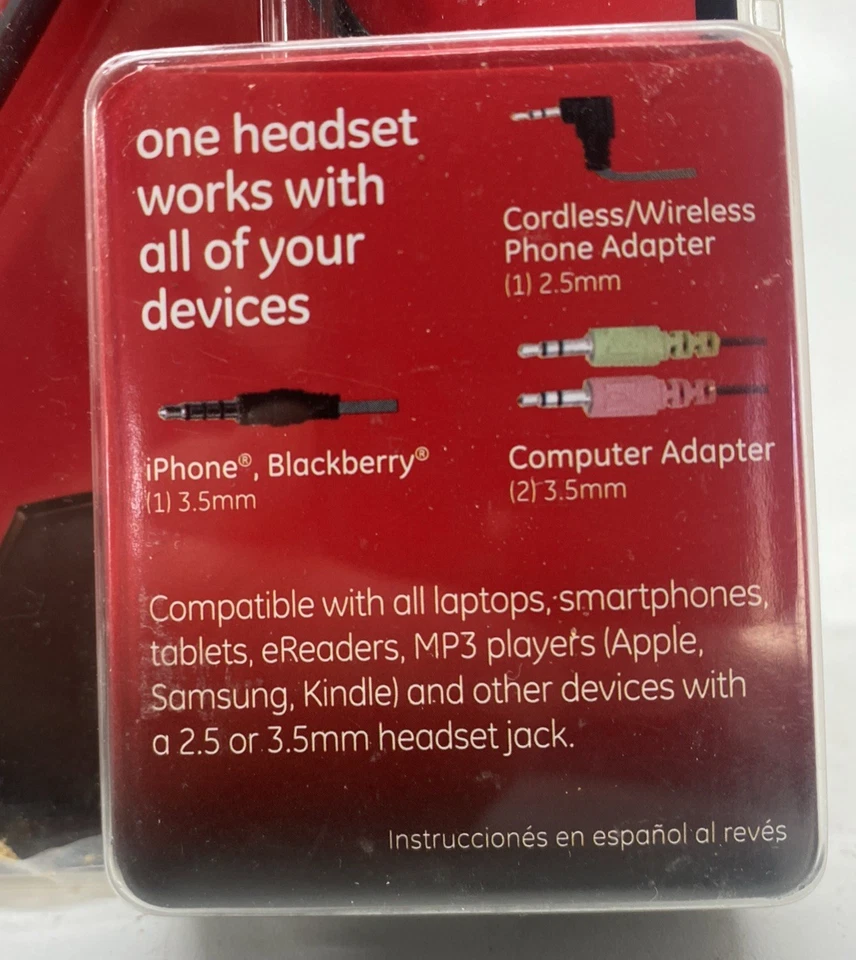 one headset
works with
all of your
devices
Cordless/Wireless
Phone Adapter
(1) 2.5mm
iPhone®, Blackberry®
(1) 3.5mm
Computer Adapter
(2) 3.5mm
Compatible with all laptops, smartphones,
tablets, eReaders, MP3 players (Apple,
Samsung, Kindle) and other devices with
a 2.5 or 3.5mm headset jack.
Instrucciónés en español al revés